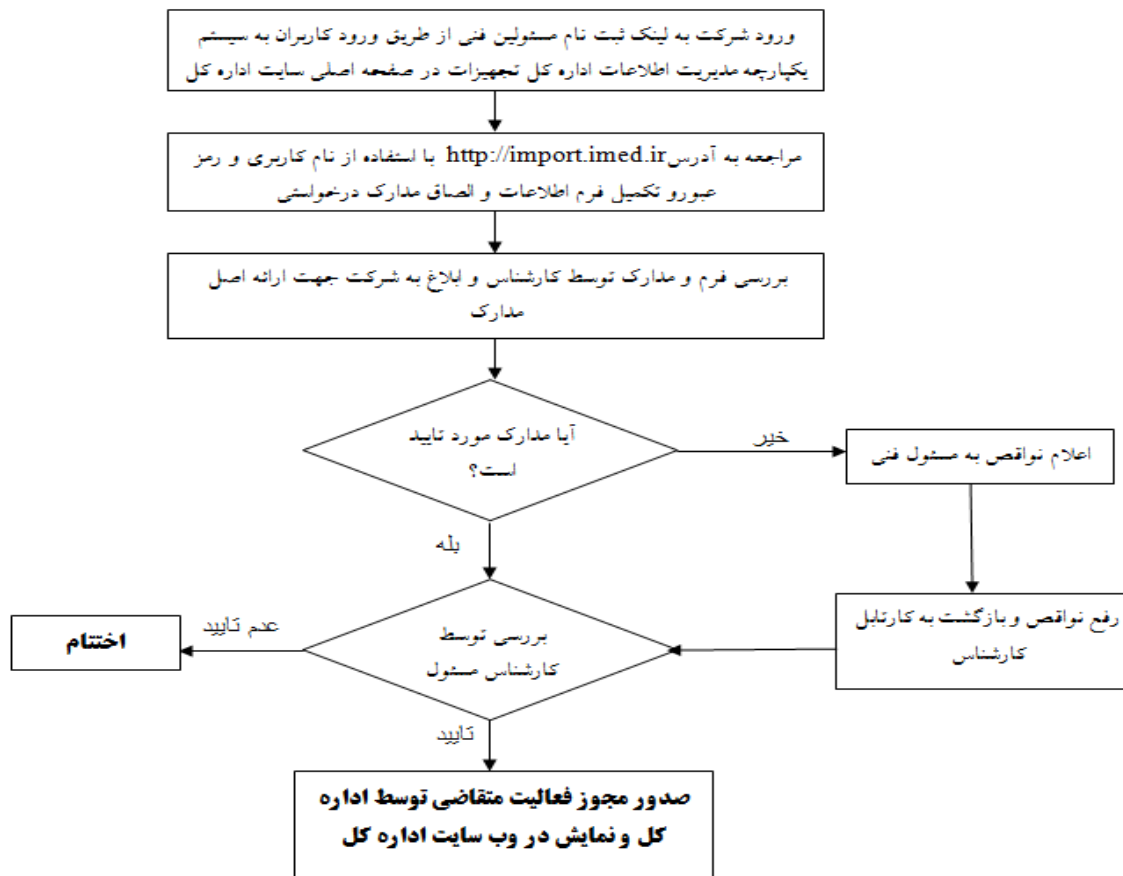 ورود شرکت به لینک ثبت نام مسئولین فنی از طریق ورود کاربران به سیستم
یکپارچه مدیریت اطلاعات اداره کل تجهیزات در صفحه اصلی سایت اداره کل
مراجعه به آدرس http://import.imed.ir با استفاده از نام کاربری و رمز
عبورو تکمیل فرم اطلاعات و الصاق مدارک درخواستی
بررسی فرم و مدارک توسط کارشناس و ابلاغ به شرکت جهت ارائه اصل
مدارک
آیا مدارک مورد تایید
است؟
خیر
اعلام نواقص به مسئول فنی
بله
رفع نواقص و بازگشت به کارتابل
کارشناس
بررسی توسط
کارشناس مسئول
عدم تایید
اختتام
تایید
صدور مجوز فعالیت متقاضی توسط اداره
کل و نمایش در وب سایت اداره کل